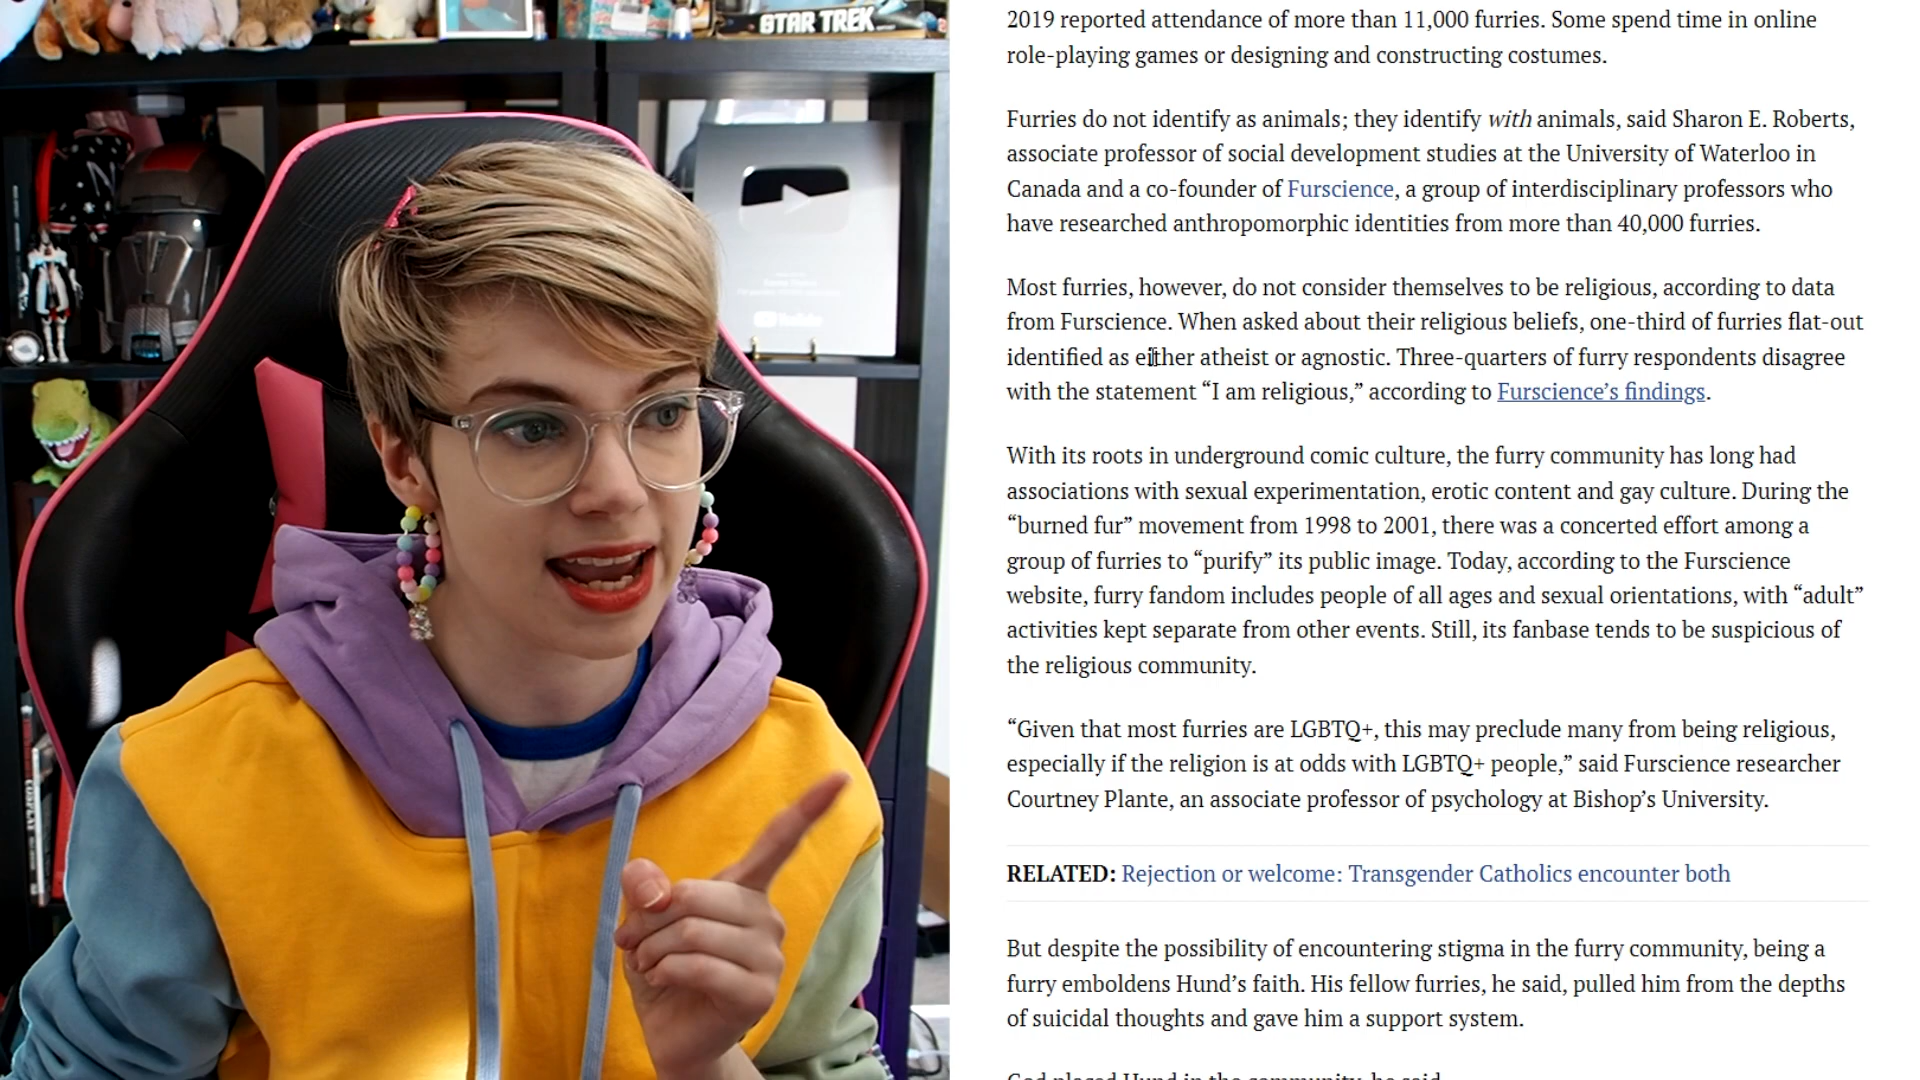 STAR TREK
2019 reported attendance of more than 11,000 furries. Some spend time in online
role-playing games or designing and constructing costumes.
Furries do not identify as animals; they identify with animals, said Sharon E. Roberts,
associate professor of social development studies at the University of Waterloo in
Canada and a co-founder of Furscience, a group of interdisciplinary professors who
have researched anthropomorphic identities from more than 40,000 furries.
Most furries, however, do not consider themselves to be religious, according to data
from Furscience. When asked about their religious beliefs, one-third of furries flat-out
identified as either atheist or agnostic. Three-quarters of furry respondents disagree
with the statement “I am religious,” according to Furscience’s findings.
With its roots in underground comic culture, the furry community has long had
associations with sexual experimentation, erotic content and gay culture. During the
“burned fur” movement from 1998 to 2001, there was a concerted effort among a
group of furries to “purify” its public image. Today, according to the Furscience
website, furry fandom includes people of all ages and sexual orientations, with “adult”
activities kept separate from other events. Still, its fanbase tends to be suspicious of
the religious community.
“Given that most furries are LGBTQ+, this may preclude many from being religious,
especially if the religion is at odds with LGBTQ+ people,” said Furscience researcher
Courtney Plante, an associate professor of psychology at Bishop’s University.
RELATED: Rejection or welcome: Transgender Catholics encounter both
But despite the possibility of encountering stigma in the furry community, being a
furry emboldens Hund’s faith. His fellow furries, he said, pulled him from the depths
of suicidal thoughts and gave him a support system.
God placed Hund in the community, he said